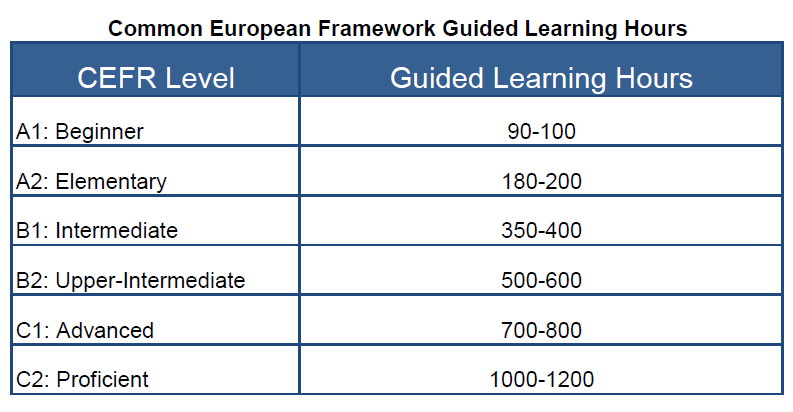 Common European Framework Guided Learning Hours
CEFR Level Guided Learning Hours
A1: Beginner 90-100
A2: Elementary 180-200
B1: Intermediate 350-400
B2: Upper-Intermediate 500-600
C1: Advanced 700-800
C2: Proficient 1000-1200